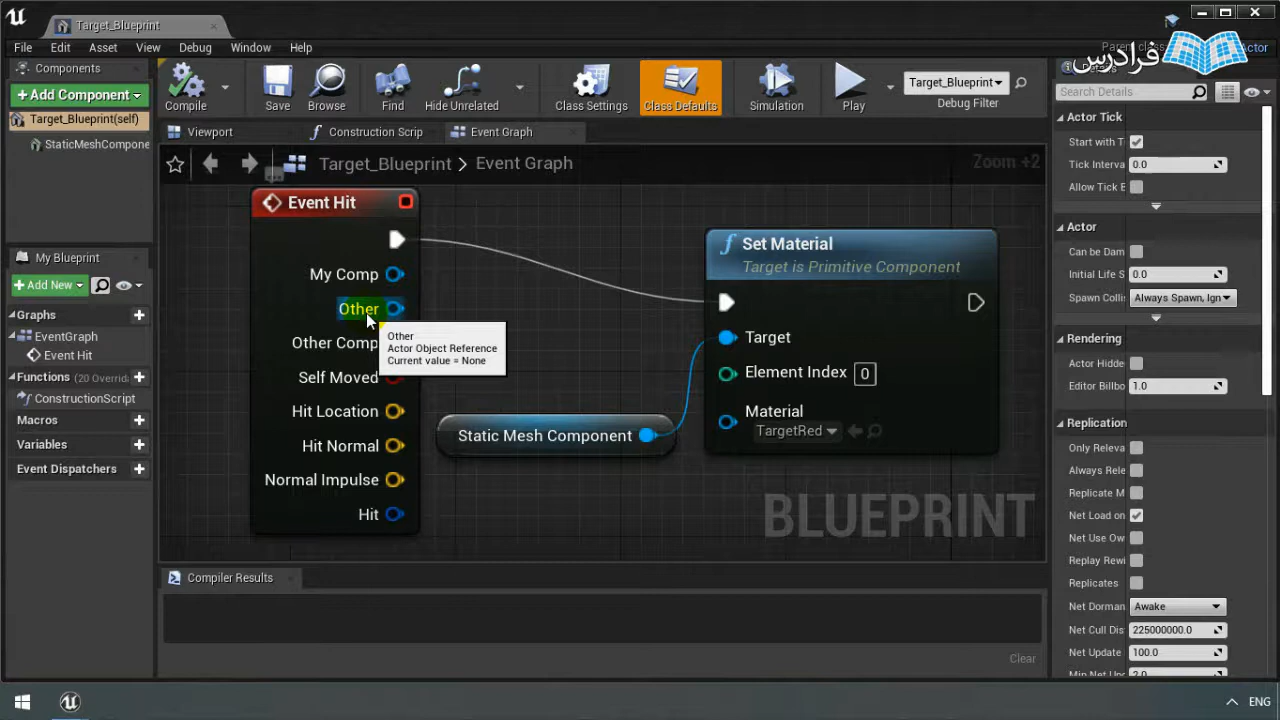 Target_Blueprint
File Edit Asset View Debug Window Help
Parent class
Actor
فرادرس
Components
+Add Component
Target_Blueprint(self)
StaticMeshCompone
Compile
Save
Browse
Find
Hide Unrelated
Class Settings
Class Defaults
Simulation
Play
Target_Blueprint
Debug Filter
Viewport
Construction Scrip
Event Graph
Target_Blueprint > Event Graph
Zoom +2
My Blueprint
+Add New
Graphs
EventGraph
Event Hit
Functions (20 Overrid
ConstructionScript
Macros
Variables
Event Dispatchers
Event Hit
My Comp
Other
Other Comp
Self Moved
Hit Location
Hit Normal
Normal Impulse
Hit
Other
Actor Object Reference
Current value = None
Static Mesh Component
Set Material
Target is Primitive Component
Target
Element Index 0
Material
TargetRed
BLUEPRINT
Compiler Results
Clear
Search Details
Actor Tick
Start with T
Tick Interva 0.0
Allow Tick E
Actor
Can be Dam
Initial Life S 0.0
Spawn Collis Always Spawn, Ign
Rendering
Actor Hidde
Editor Billbo 1.0
Replication
Only Releva
Always Rele
Replicate M
Net Load on
Net Use Ow
Replay Rewi
Replicates
Net Dorman Awake
Net Cull Dis 225000000.0
Net Update 100.0
Min Net Up 2.0
ENG